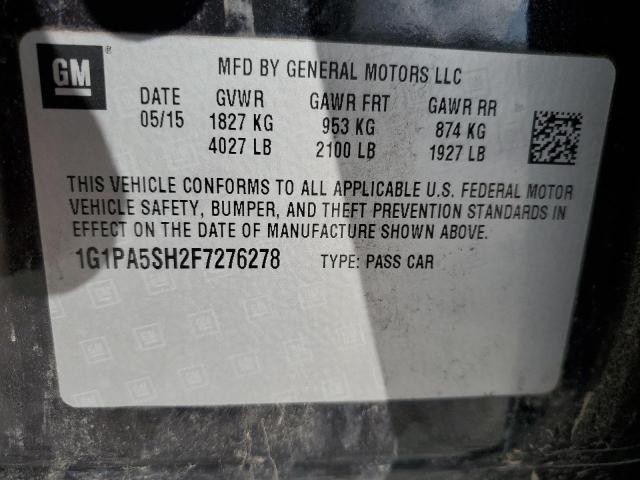 GM ®
MFD BY GENERAL MOTORS LLC
DATE GVWR GAWR FRT GAWR RR
05/15 1827 KG 953 KG 874 KG
4027 LB 2100 LB 1927 LB
THIS VEHICLE CONFORMS TO ALL APPLICABLE U.S. FEDERAL MOTOR
VEHICLE SAFETY, BUMPER, AND THEFT PREVENTION STANDARDS IN
EFFECT ON THE DATE OF MANUFACTURE SHOWN ABOVE.
1G1PA5SH2F7276278 TYPE: PASS CAR